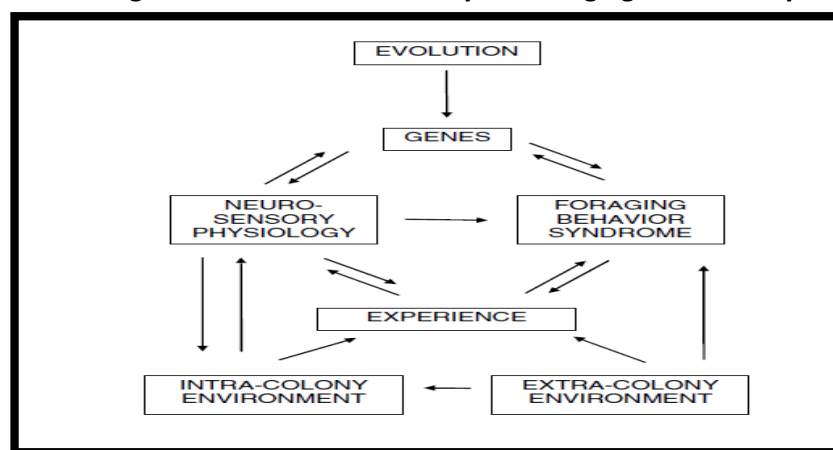 EVOLUTION
GENES
NEURO-
SENSORY
PHYSIOLOGY
FORAGING
BEHAVIOR
SYNDROME
EXPERIENCE
INTRA-COLONY
ENVIRONMENT
EXTRA-COLONY
ENVIRONMENT